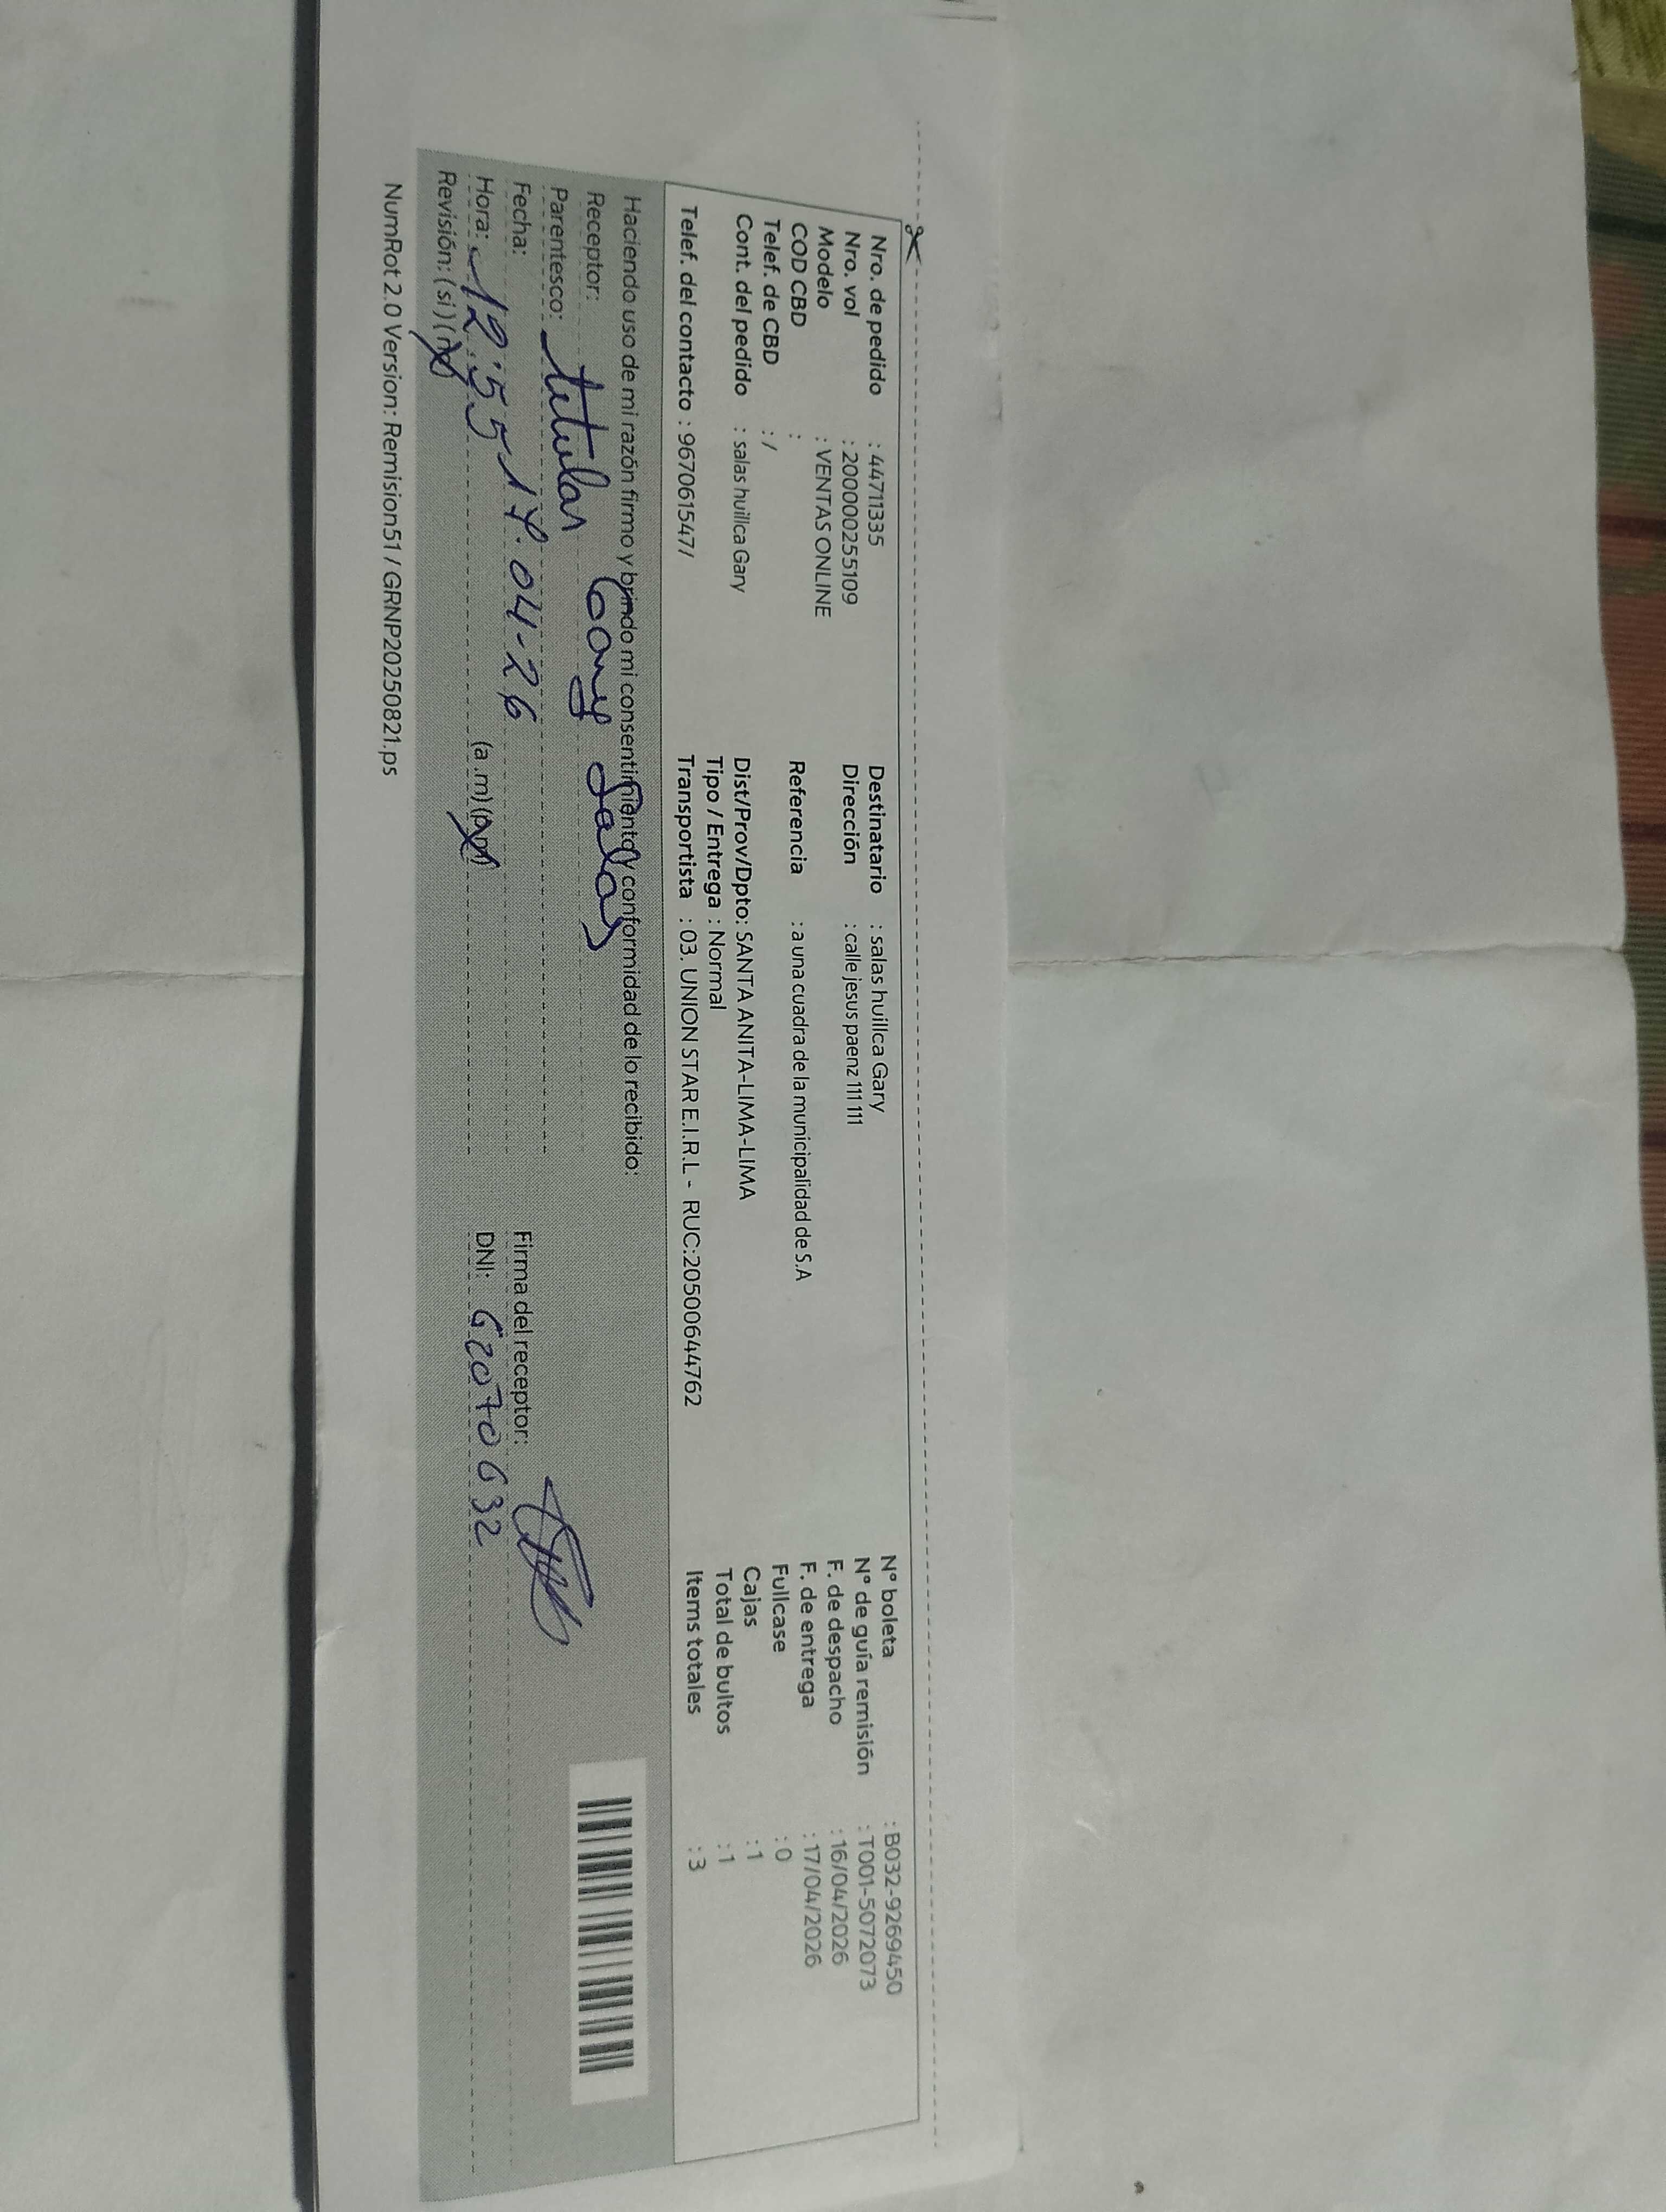 Nro. de pedido : 44711335
Nro. vol : 200000255109
Modelo : VENTAS ONLINE
COD CBD :
Telef. de CBD : /
Cont. del pedido : salas huillca Gary
Telef. del contacto : 967061547/
Destinatario : salas huillca Gary
Dirección : calle jesus paenz 111 111
Referencia : a una cuadra de la municipalidad de S.A
Dist/Prov/Dpto: SANTA ANITA-LIMA-LIMA
Tipo / Entrega : Normal
Transportista : 03. UNION STAR E.I.R.L - RUC:20500644762
N° boleta : B032-9269450
N° de guía remisión : T001-5072073
F. de despacho : 16/04/2026
F. de entrega : 17/04/2026
Fullcase : 0
Cajas : 1
Total de bultos : 1
Items totales : 3
Haciendo uso de mi razón firmo y brindo mi consentimiento y conformidad de lo recibido:
Receptor: Gary Salas
Parentesco: titular
Fecha: 17.04-26
Hora: 12:55 (a .m)(p.m)
Revisión: (si)(no)
Firma del receptor:
DNI: 62070632
NumRot 2.0 Version: Remision51 / GRNP20250821.ps